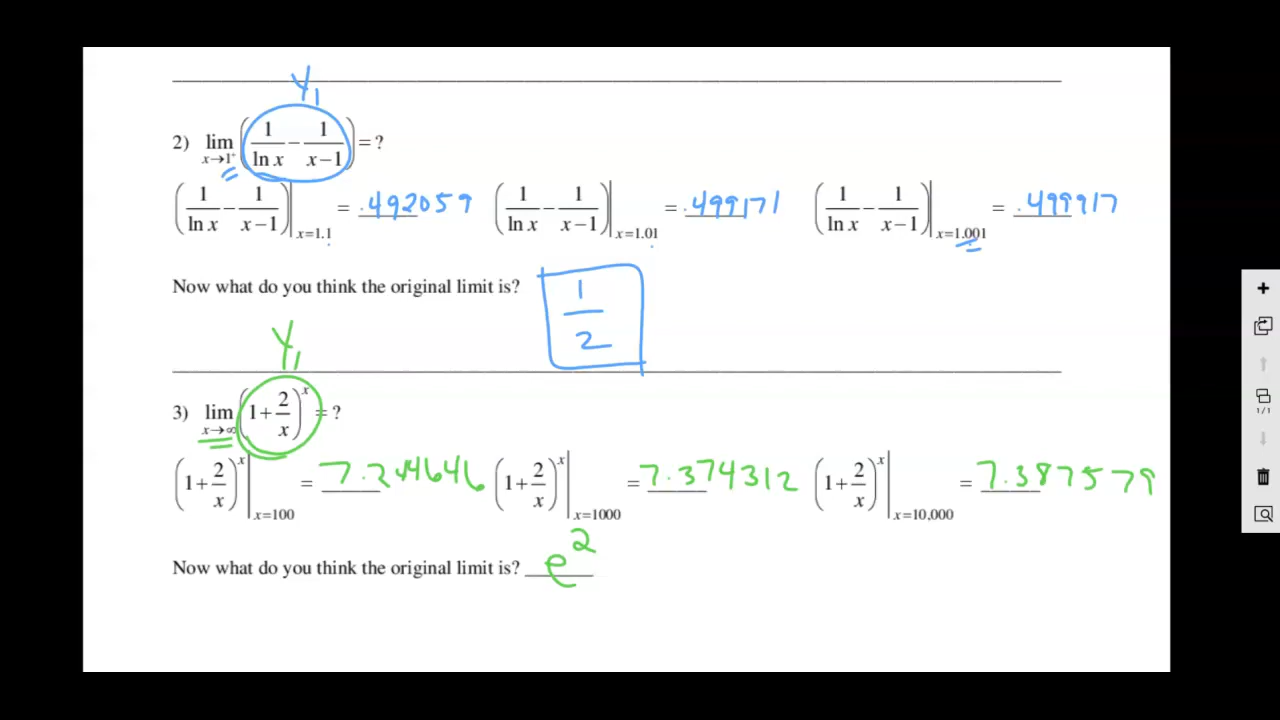 Y₁
2) lim x→1⁺ (1/ln x − 1/(x−1)) = ?
(1/ln x − 1/(x−1))|x=1.1 = .492059 (1/ln x − 1/(x−1))|x=1.01 = .499171 (1/ln x − 1/(x−1))|x=1.001 = .499917
Now what do you think the original limit is? 1/2
Y₁
3) lim x→∞ (1+2/x)^x = ?
(1+2/x)^x|x=100 = 7.244646 (1+2/x)^x|x=1000 = 7.374312 (1+2/x)^x|x=10,000 = 7.387579
Now what do you think the original limit is? e²
1/1